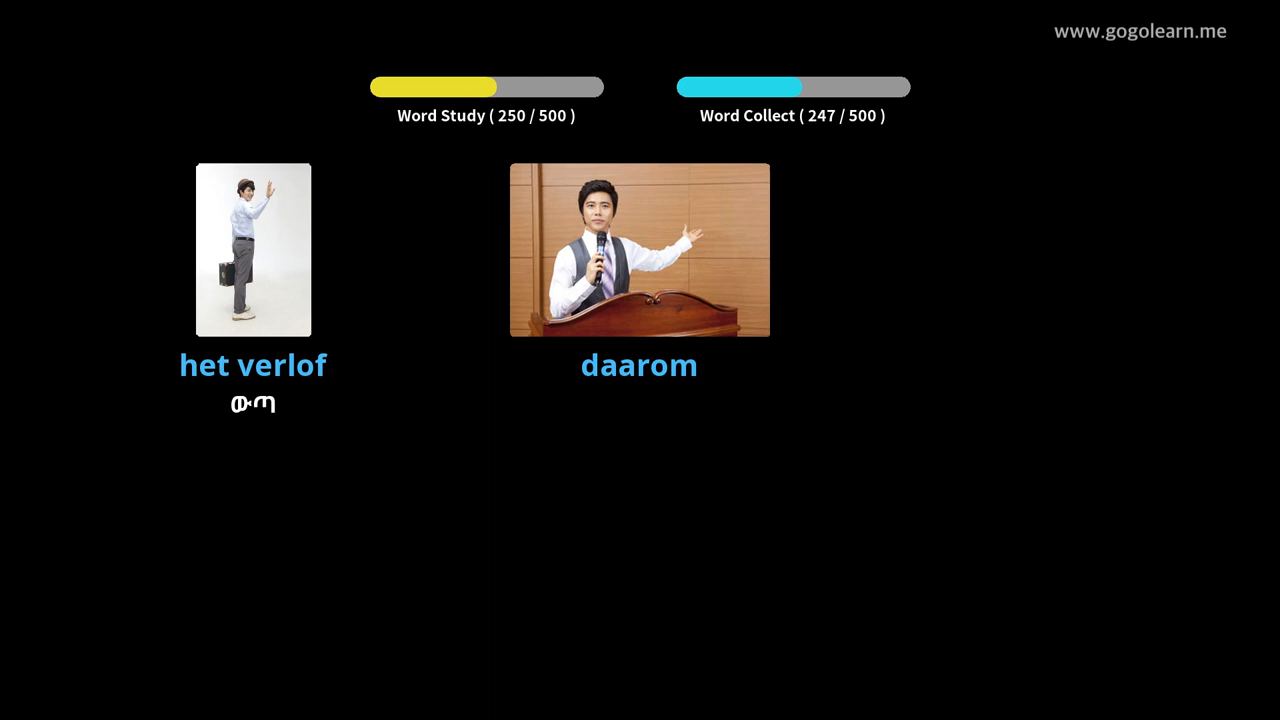 www.gogolearn.me
Word Study ( 250 / 500 )
Word Collect ( 247 / 500 )
het verlof
ውጣ
daarom